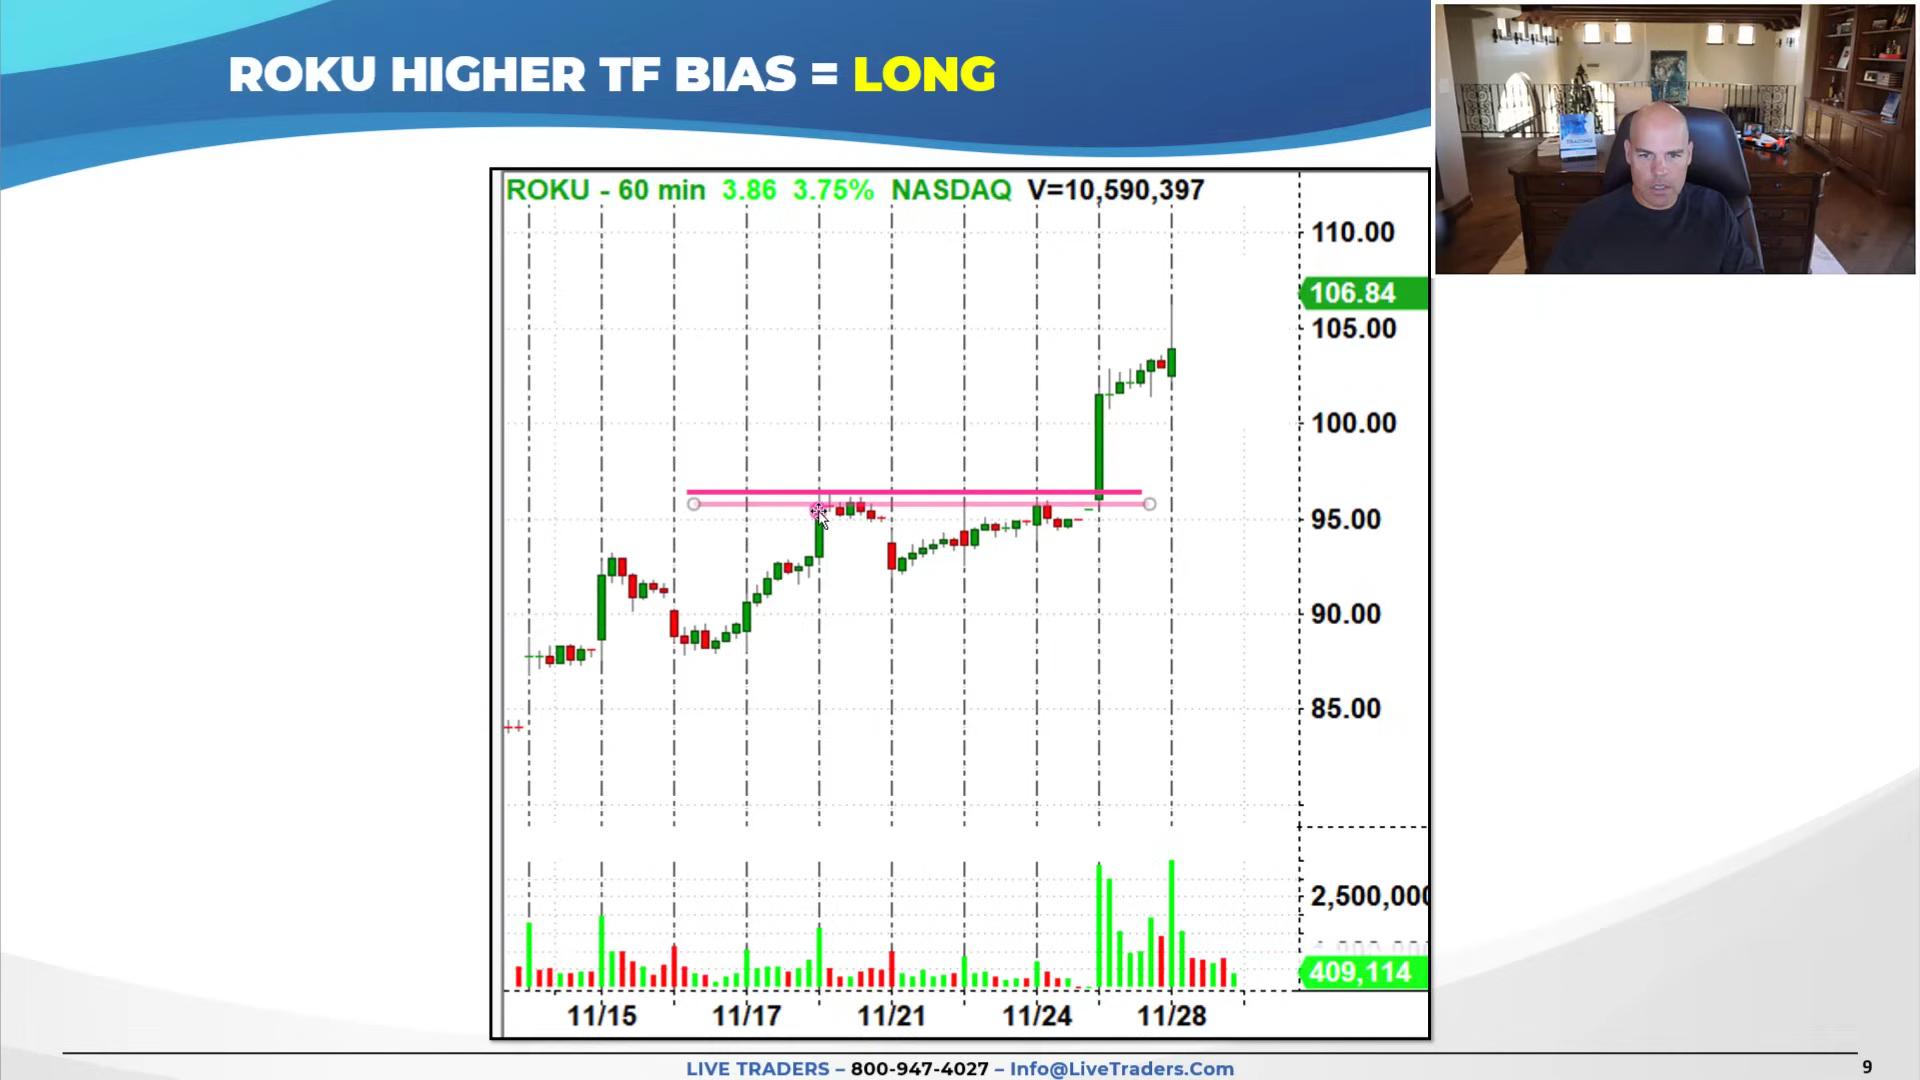 ROKU HIGHER TF BIAS = LONG
ROKU - 60 min 3.86 3.75% NASDAQ V=10,590,397
110.00
106.84
105.00
100.00
95.00
90.00
85.00
2,500,000
409,114
11/15 11/17 11/21 11/24 11/28
LIVE TRADERS – 800-947-4027 – Info@LiveTraders.Com
9